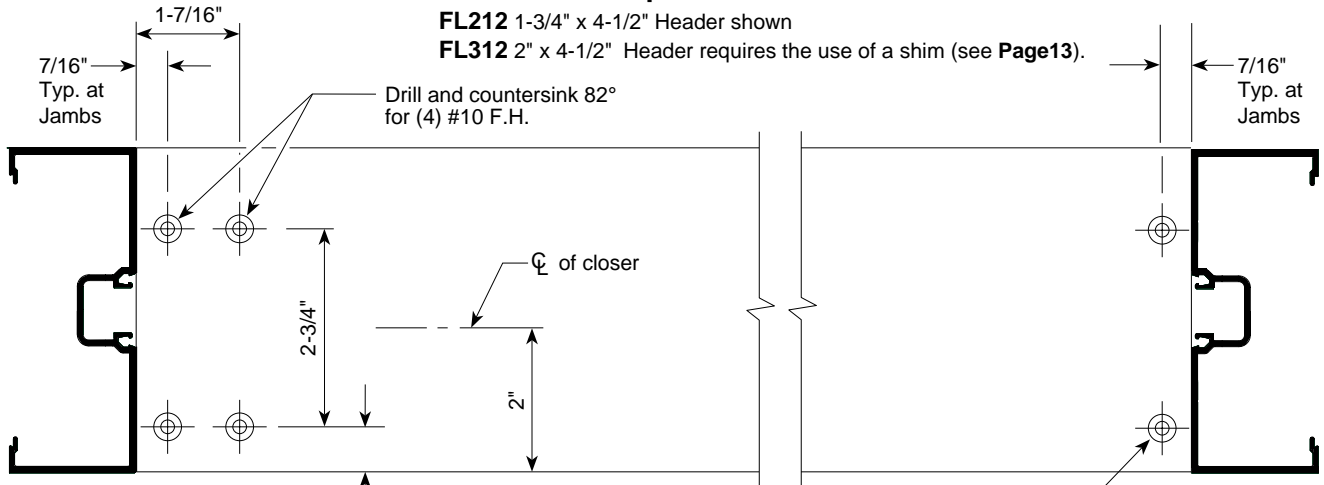 1-7/16"
FL212 1-3/4" x 4-1/2" Header shown
FL312 2" x 4-1/2" Header requires the use of a shim (see Page13).
7/16"
Typ. at
Jambs
Drill and countersink 82°
for (4) #10 F.H.
7/16"
Typ. at
Jambs
℄ of closer
2-3/4"
2"